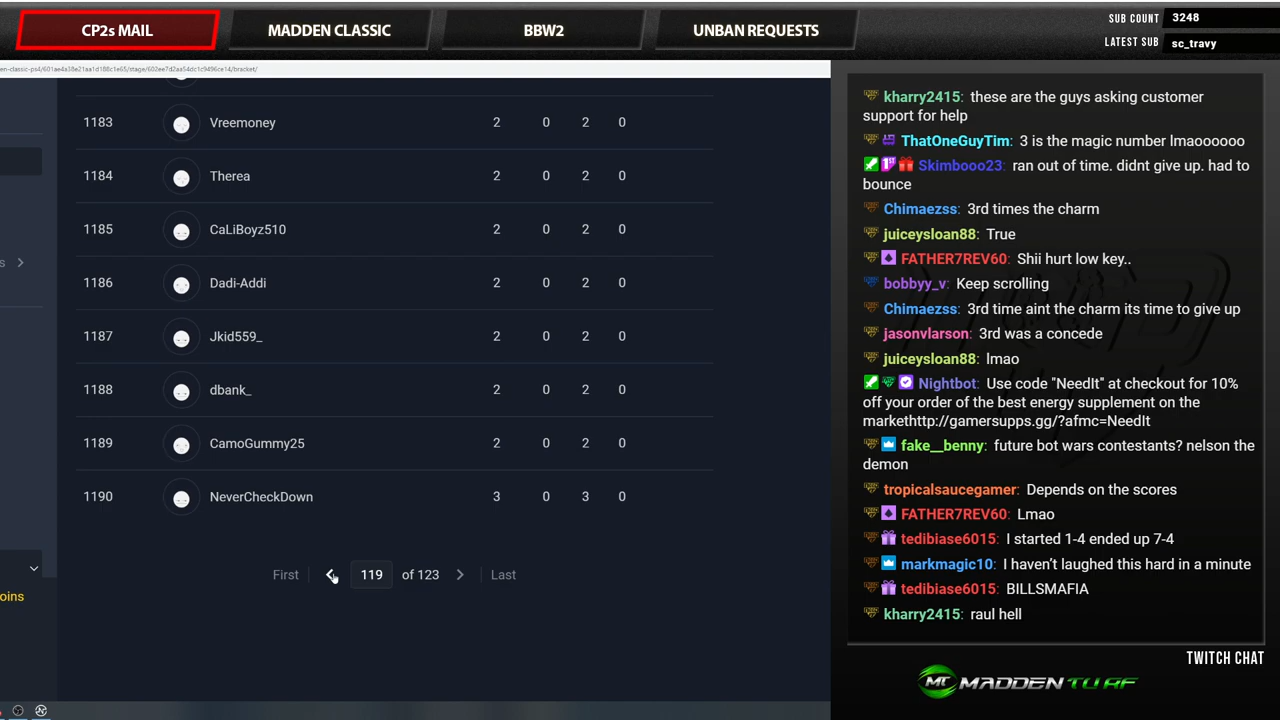 CP2s MAIL
MADDEN CLASSIC
BBW2
UNBAN REQUESTS
SUB COUNT 3248
LATEST SUB sc_travy
1183 Vreemoney 2 0 2 0
1184 Therea 2 0 2 0
1185 CaLiBoyz510 2 0 2 0
1186 Dadi-Addi 2 0 2 0
1187 Jkid559_ 2 0 2 0
1188 dbank_ 2 0 2 0
1189 CamoGummy25 2 0 2 0
1190 NeverCheckDown 3 0 3 0
First 119 of 123 Last
s
oins
kharry2415: these are the guys asking customer
support for help
ThatOneGuyTim: 3 is the magic number lmaoooooo
Skimbooo23: ran out of time. didnt give up. had to
bounce
Chimaezss: 3rd times the charm
juiceysloan88: True
FATHER7REV60: Shii hurt low key..
bobbyy_v: Keep scrolling
Chimaezss: 3rd time aint the charm its time to give up
jasonvlarson: 3rd was a concede
juiceysloan88: lmao
Nightbot: Use code "NeedIt" at checkout for 10%
off your order of the best energy supplement on the
markethttp://gamersupps.gg/?afmc=NeedIt
fake__benny: future bot wars contestants? nelson the
demon
tropicalsaucegamer: Depends on the scores
FATHER7REV60: Lmao
tedibiase6015: I started 1-4 ended up 7-4
markmagic10: I haven't laughed this hard in a minute
tedibiase6015: BILLSMAFIA
kharry2415: raul hell
TWITCH CHAT
MT MADDEN TURF